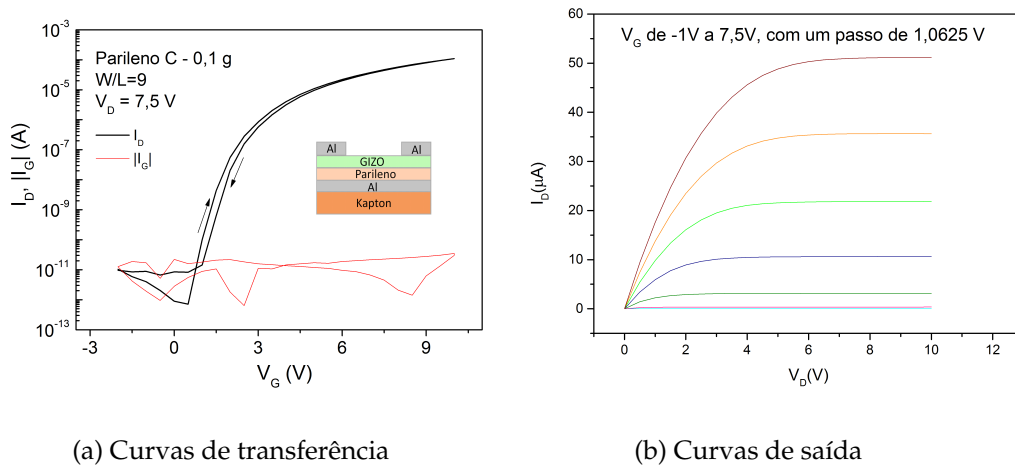 10⁻³
10⁻⁵
10⁻⁷
10⁻⁹
10⁻¹¹
10⁻¹³
I_D, |I_G| (A)
Parileno C - 0,1 g
W/L=9
V_D = 7,5 V
I_D
|I_G|
Al Al
GIZO
Parileno
Al
Kapton
-3 0 3 6 9
V_G (V)
(a) Curvas de transferência
60
50
40
30
20
10
0
I_D(μA)
V_G de -1V a 7,5V, com um passo de 1,0625 V
0 2 4 6 8 10 12
V_D(V)
(b) Curvas de saída